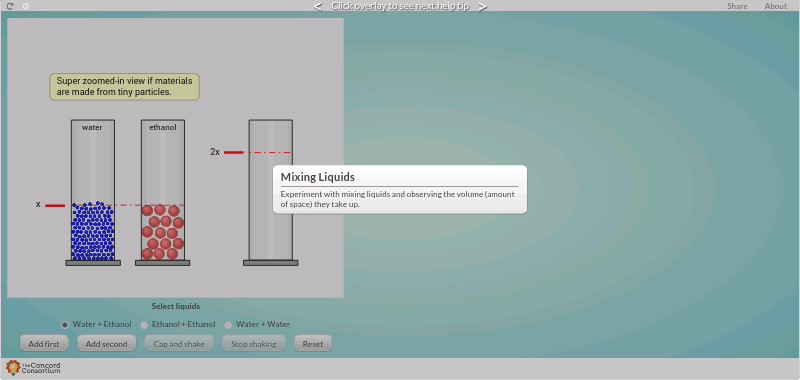 Click overlay to see next help tip
Share
About
Super zoomed-in view if materials
are made from tiny particles.
water
ethanol
2x
x
Mixing Liquids
Experiment with mixing liquids and observing the volume (amount
of space) they take up.
Select liquids
Water + Ethanol
Ethanol + Ethanol
Water + Water
Add first
Add second
Cap and shake
Stop shaking
Reset
The Concord
Consortium